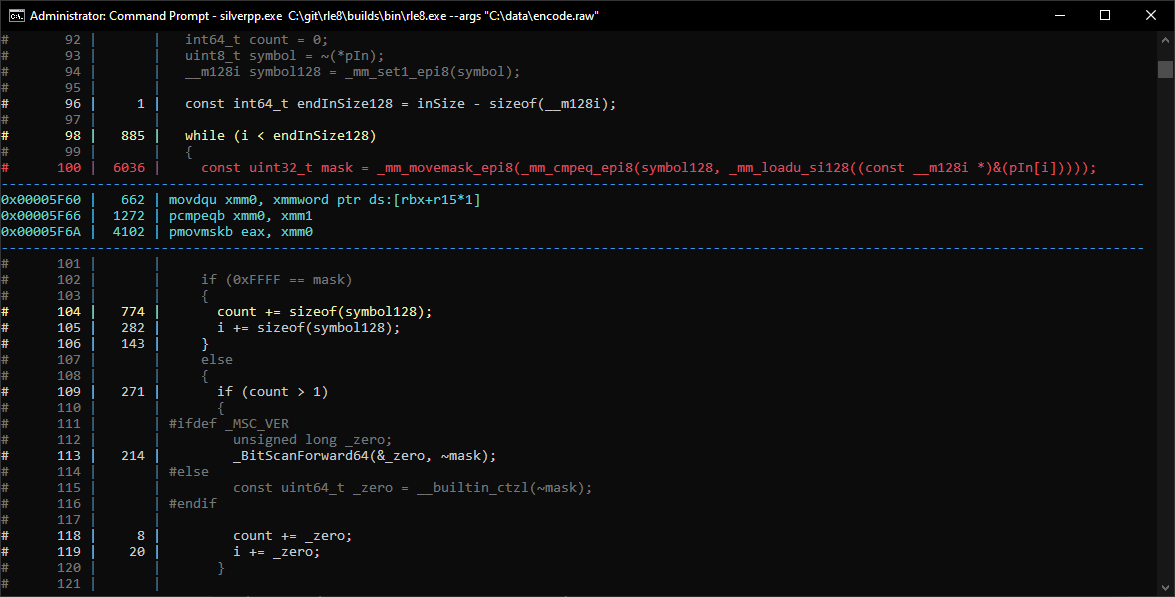 Administrator: Command Prompt - silverpp.exe  C:\git\rle8\builds\bin\rle8.exe --args "C:\data\encode.raw"
#       92 |       |   int64_t count = 0;
#       93 |       |   uint8_t symbol = ~(*pIn);
#       94 |       |   __m128i symbol128 = _mm_set1_epi8(symbol);
#       95 |       |
#       96 |     1 |   const int64_t endInSize128 = inSize - sizeof(__m128i);
#       97 |       |
#       98 |   885 |   while (i < endInSize128)
#       99 |       |   {
#      100 |  6036 |     const uint32_t mask = _mm_movemask_epi8(_mm_cmpeq_epi8(symbol128, _mm_loadu_si128((const __m128i *)&(pIn[i]))));
-----------------------------------------------------------------------------------------------------------------------------------------------
0x00005F60 |   662 | movdqu xmm0, xmmword ptr ds:[rbx+r15*1]
0x00005F66 |  1272 | pcmpeqb xmm0, xmm1
0x00005F6A |  4102 | pmovmskb eax, xmm0
-----------------------------------------------------------------------------------------------------------------------------------------------
#      101 |       |
#      102 |       |     if (0xFFFF == mask)
#      103 |       |     {
#      104 |   774 |       count += sizeof(symbol128);
#      105 |   282 |       i += sizeof(symbol128);
#      106 |   143 |     }
#      107 |       |     else
#      108 |       |     {
#      109 |   271 |       if (count > 1)
#      110 |       |       {
#      111 |       | #ifdef _MSC_VER
#      112 |       |         unsigned long _zero;
#      113 |   214 |         _BitScanForward64(&_zero, ~mask);
#      114 |       | #else
#      115 |       |         const uint64_t _zero = __builtin_ctzl(~mask);
#      116 |       | #endif
#      117 |       |
#      118 |     8 |         count += _zero;
#      119 |    20 |         i += _zero;
#      120 |       |       }
#      121 |       |